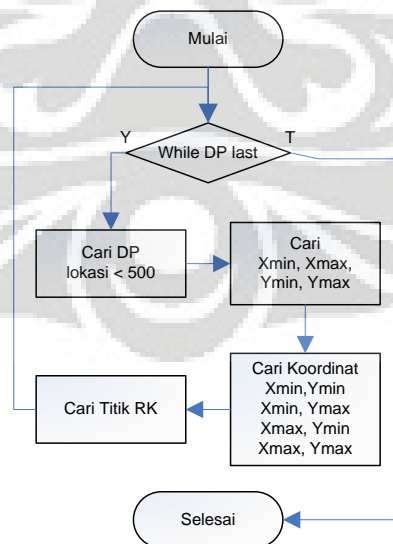 Mulai
Y
T
While DP last
Cari DP
lokasi < 500
Cari
Xmin, Xmax,
Ymin, Ymax
Cari Koordinat
Xmin,Ymin
Xmin, Ymax
Xmax, Ymin
Xmax, Ymax
Cari Titik RK
Selesai